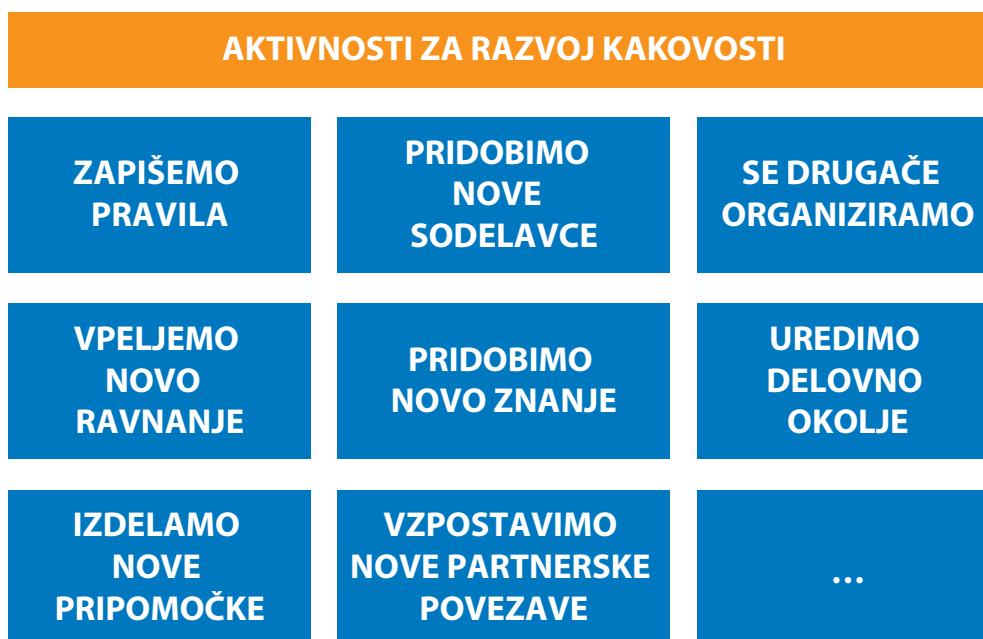 AKTIVNOSTI ZA RAZVOJ KAKOVOSTI
ZAPIŠEMO
PRAVILA
PRIDOBIMO
NOVE
SODELAVCE
SE DRUGAČE
ORGANIZIRAMO
VPELJEMO
NOVO
RAVNANJE
PRIDOBIMO
NOVO ZNANJE
UREDIMO
DELOVNO
OKOLJE
IZDELAMO
NOVE
PRIPOMOČKE
VZPOSTAVIMO
NOVE PARTNERSKE
POVEZAVE
...